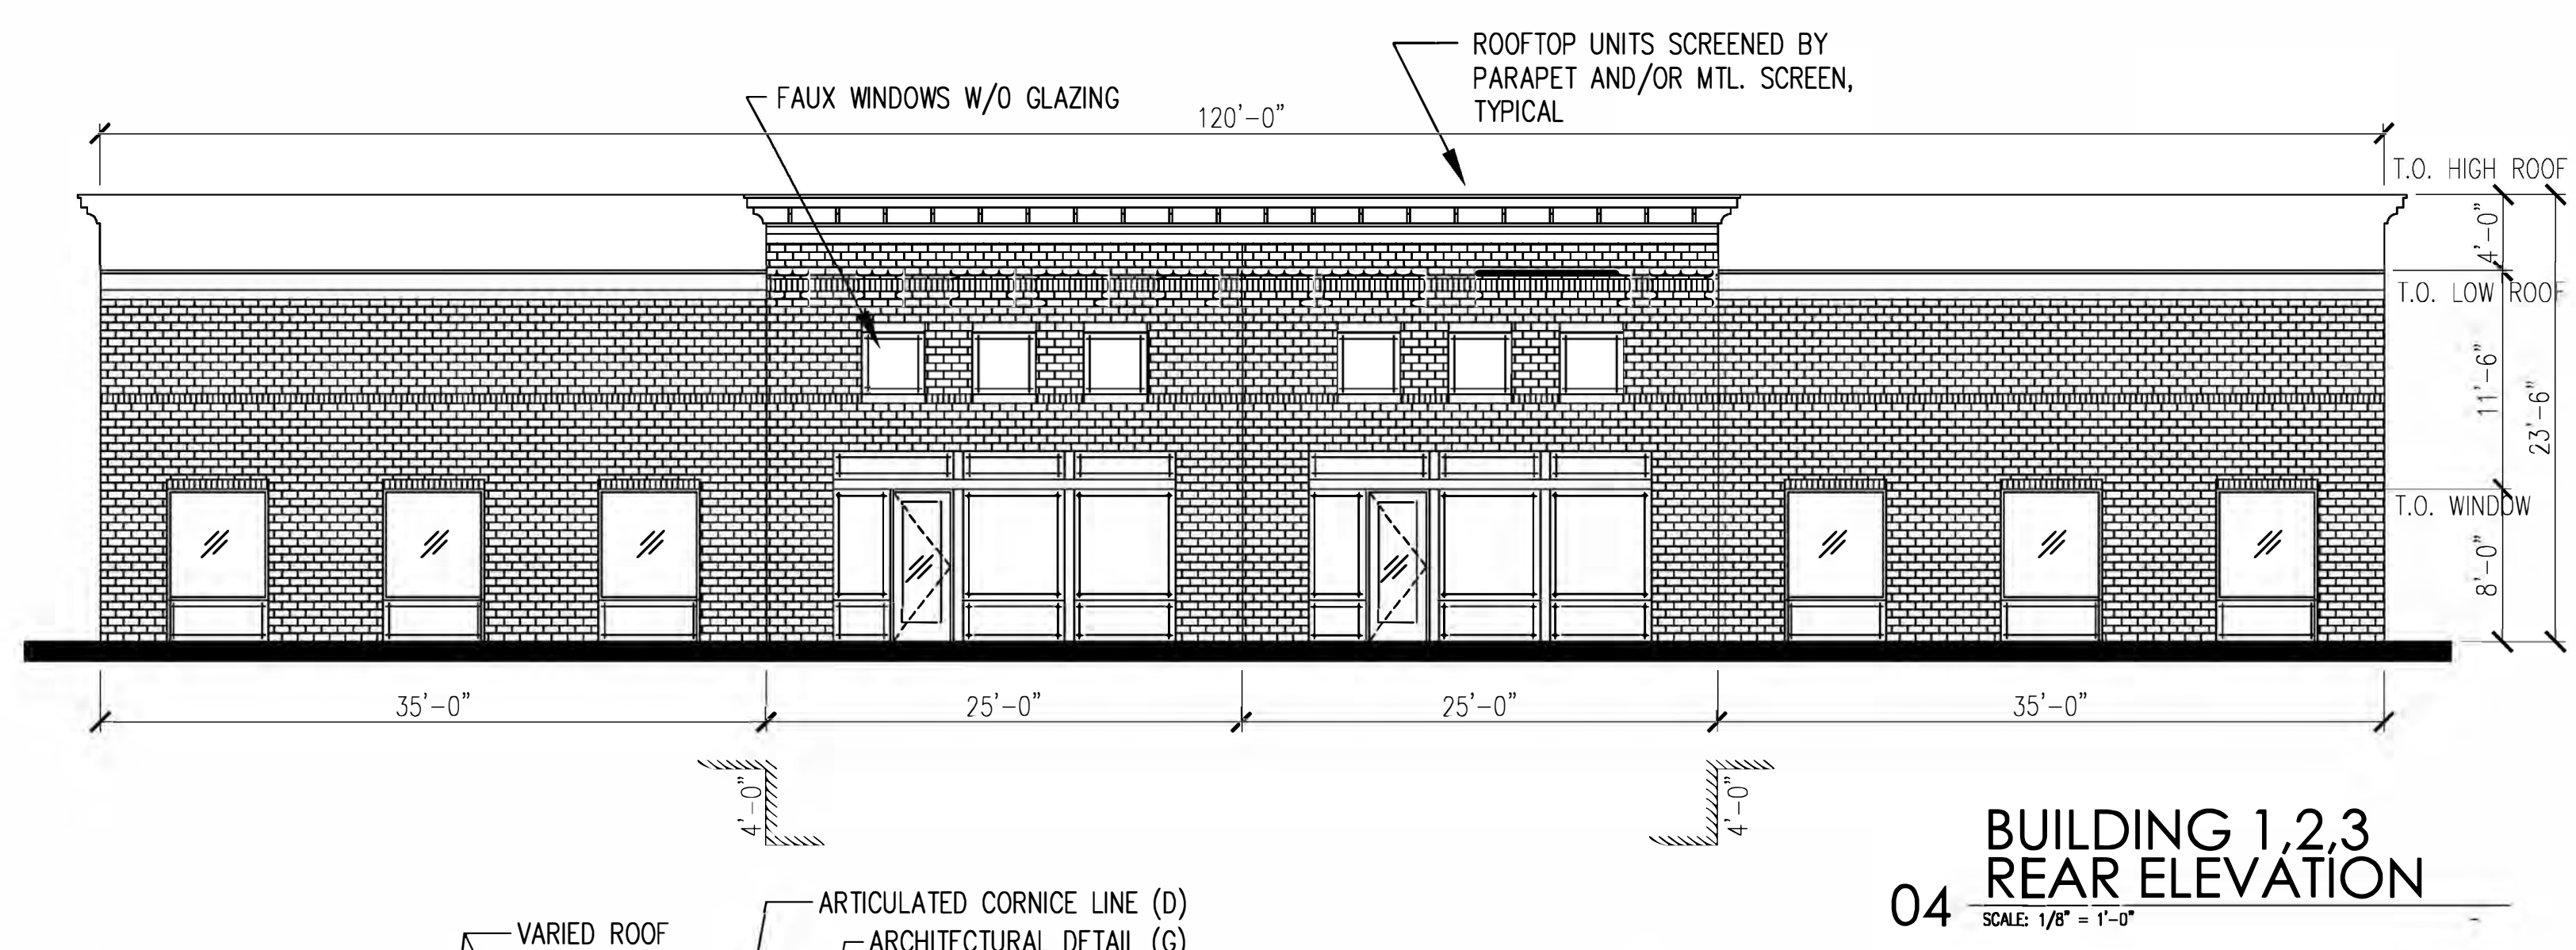 ROOFTOP UNITS SCREENED BY
PARAPET AND/OR MTL. SCREEN,
TYPICAL
FAUX WINDOWS W/O GLAZING
120'-0"
T.O. HIGH ROOF
4'-0"
T.O. LOW ROOF
11'-6"
23'-6"
T.O. WINDOW
8'-0"
35'-0"
25'-0"
25'-0"
35'-0"
4'-0"
4'-0"
BUILDING 1,2,3
REAR ELEVATION
04
SCALE: 1/8" = 1'-0"
ARTICULATED CORNICE LINE (D)
VARIED ROOF
ARCHITECTURAL DETAIL (G)